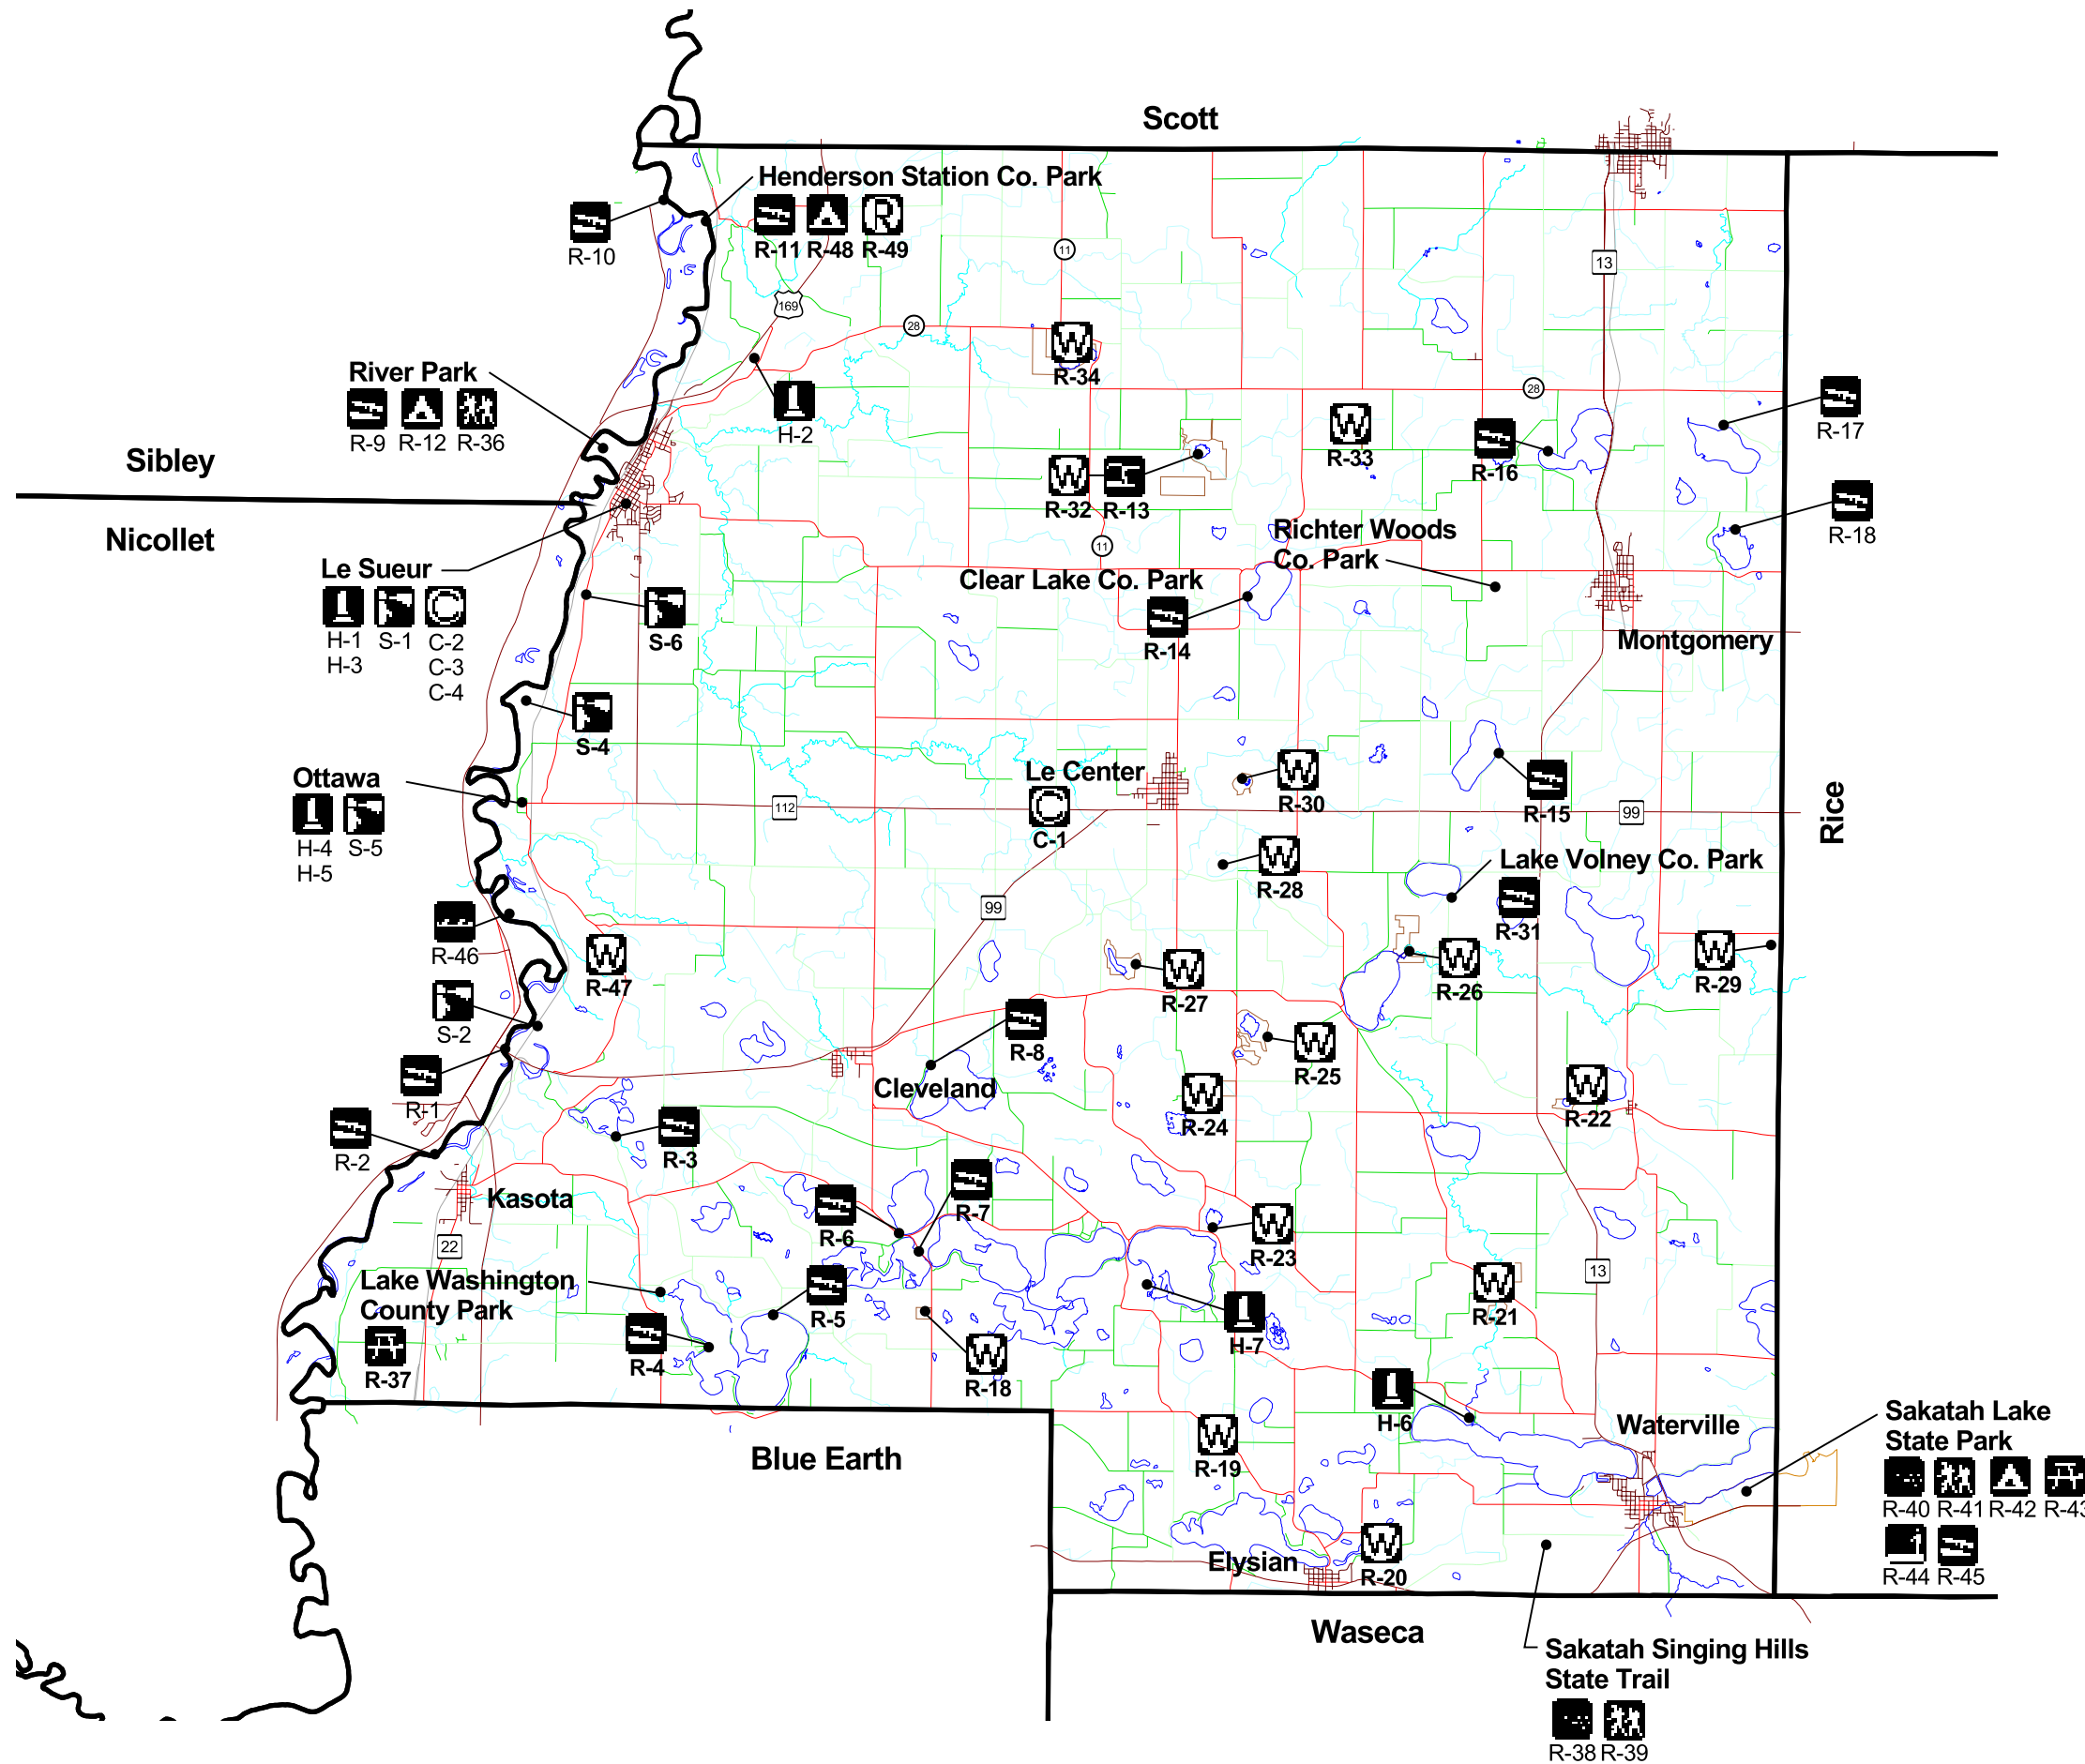 Scott
Henderson Station Co. Park
R-10
R-11 R-48 R-49
11
13
169
28
River Park
R-9 R-12 R-36
R-34
H-2
28
R-17
Sibley
R-33
R-16
R-32 R-13
R-18
Nicollet
Richter Woods
Co. Park
11
Le Sueur
Clear Lake Co. Park
H-1 S-1 C-2
H-3 C-3
C-4
S-6
R-14
Montgomery
S-4
Ottawa
Le Center
R-30
R-15
112
99
C-1
H-4 S-5
H-5
Rice
Lake Volney Co. Park
R-28
99
R-31
R-46
R-47
R-27
R-26
R-29
S-2
R-8
R-25
Cleveland
R-1
R-24
R-22
R-2
R-3
Kasota
R-7
R-6
R-23
22
13
Lake Washington
County Park
R-5
R-21
R-4
H-7
R-37
R-18
H-6
Waterville
Sakatah Lake
State Park
Blue Earth
R-19
R-40 R-41 R-42 R-43
Elysian
R-20
R-44 R-45
Waseca
Sakatah Singing Hills
State Trail
R-38 R-39